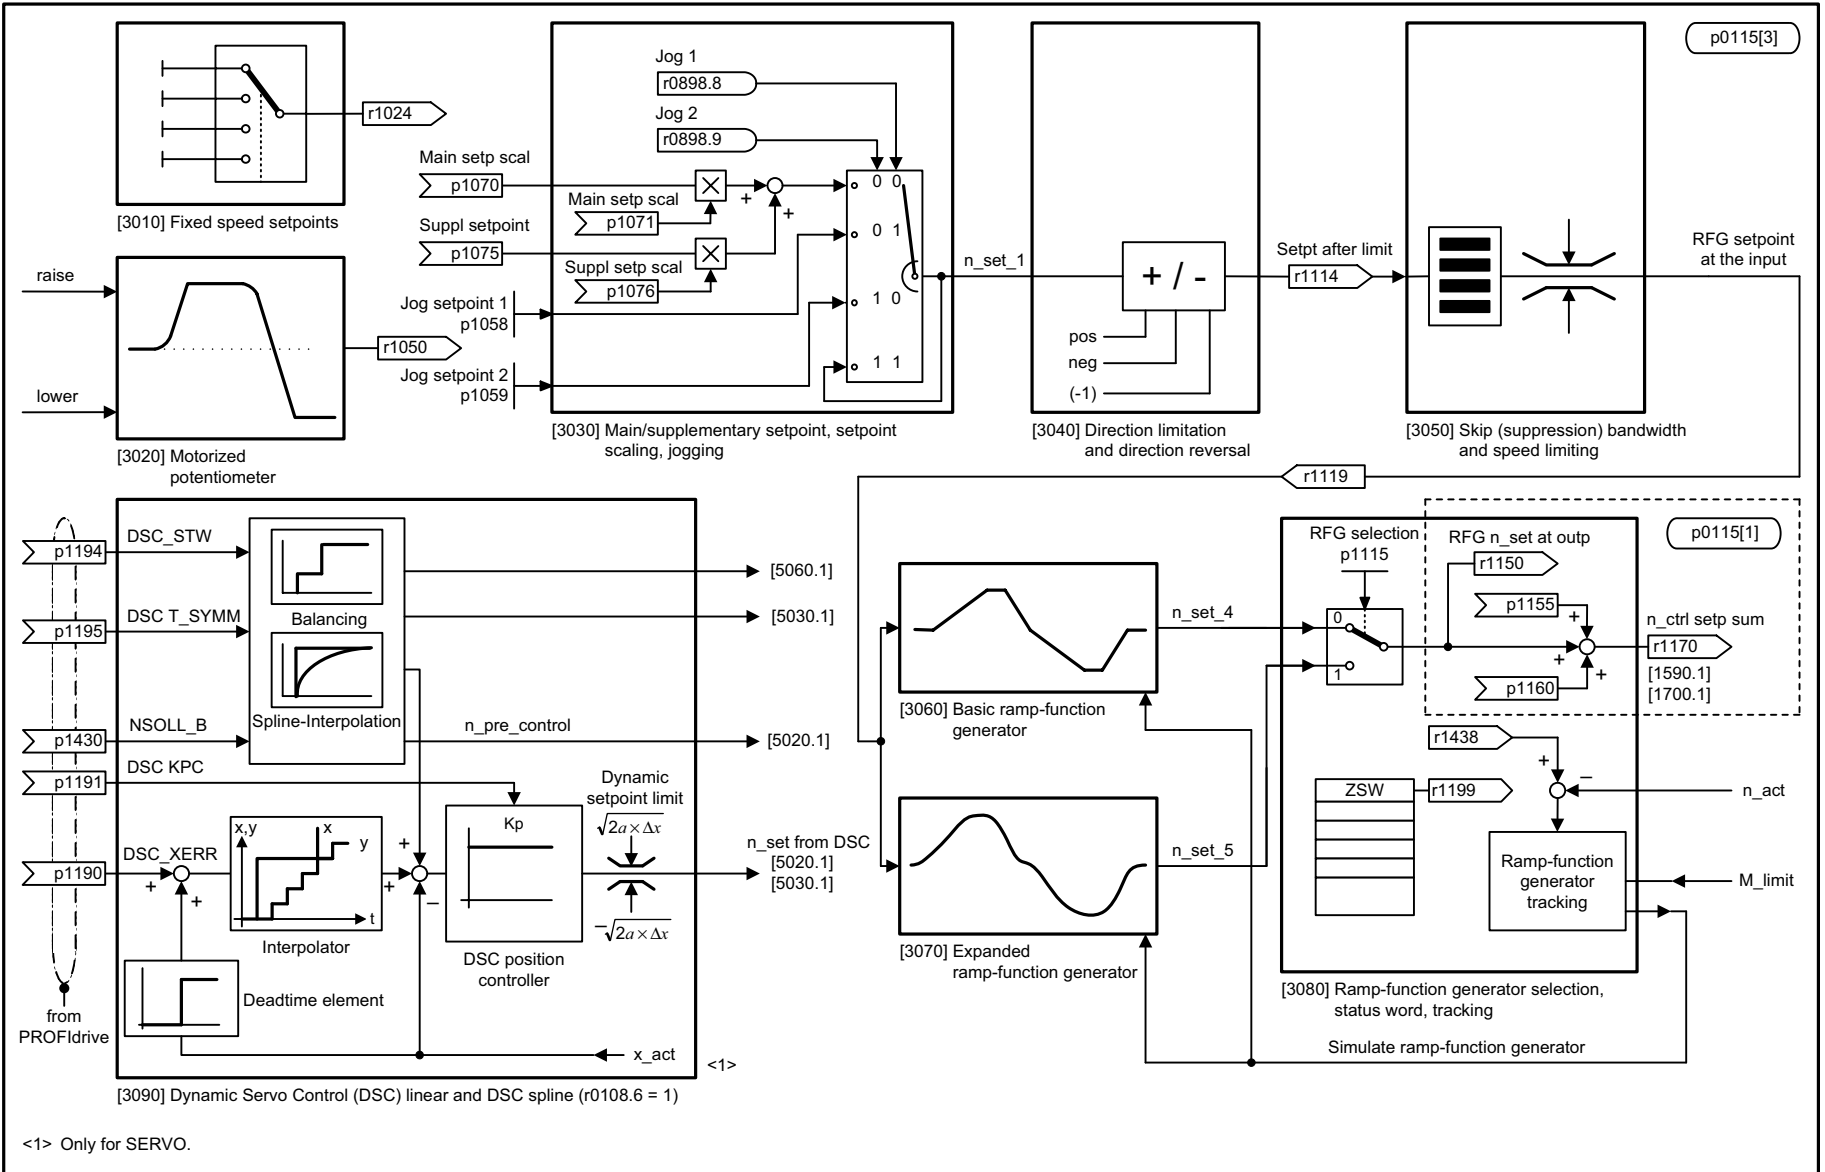 p0115[3]
r1024
[3010] Fixed speed setpoints
raise
lower
r1050
[3020] Motorized
potentiometer
Jog 1
r0898.8
Jog 2
r0898.9
Main setp scal
p1070
Main setp scal
p1071
Suppl setpoint
p1075
Suppl setp scal
p1076
Jog setpoint 1
p1058
Jog setpoint 2
p1059
+
+
0 0
0 1
1 0
1 1
n_set_1
[3030] Main/supplementary setpoint, setpoint
scaling, jogging
+ / -
pos
neg
(-1)
[3040] Direction limitation
and direction reversal
Setpt after limit
r1114
[3050] Skip (suppression) bandwidth
and speed limiting
RFG setpoint
at the input
r1119
p1194
DSC_STW
p1195
DSC T_SYMM
p1430
NSOLL_B
p1191
DSC KPC
p1190
DSC_XERR
+
+
from
PROFIdrive
Balancing
Spline-Interpolation
[5060.1]
[5030.1]
n_pre_control
[5020.1]
x,y
x
y
t
Interpolator
+
+
–
Kp
DSC position
controller
Dynamic
setpoint limit
√2a × Δx
–√2a × Δx
n_set from DSC
[5020.1]
[5030.1]
Deadtime element
x_act
<1>
[3090] Dynamic Servo Control (DSC) linear and DSC spline (r0108.6 = 1)
n_set_4
[3060] Basic ramp-function
generator
n_set_5
[3070] Expanded
ramp-function generator
RFG selection
p1115
0
1
RFG n_set at outp
r1150
p0115[1]
p1155
+
+
+
p1160
n_ctrl setp sum
r1170
[1590.1]
[1700.1]
r1438
+
–
n_act
ZSW
r1199
Ramp-function
generator
tracking
M_limit
[3080] Ramp-function generator selection,
status word, tracking
Simulate ramp-function generator
<1> Only for SERVO.